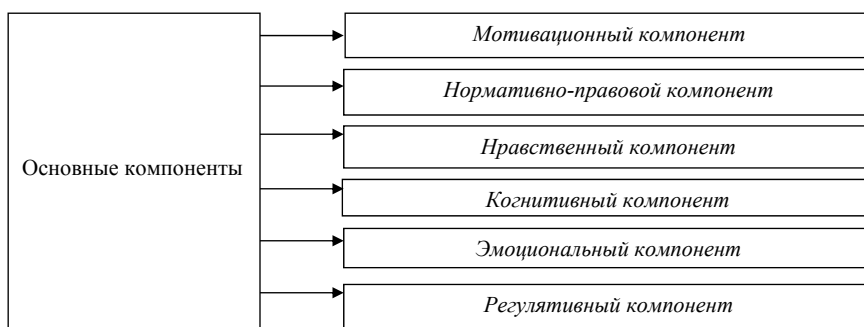 Основные компоненты
Мотивационный компонент
Нормативно-правовой компонент
Нравственный компонент
Когнитивный компонент
Эмоциональный компонент
Регулятивный компонент